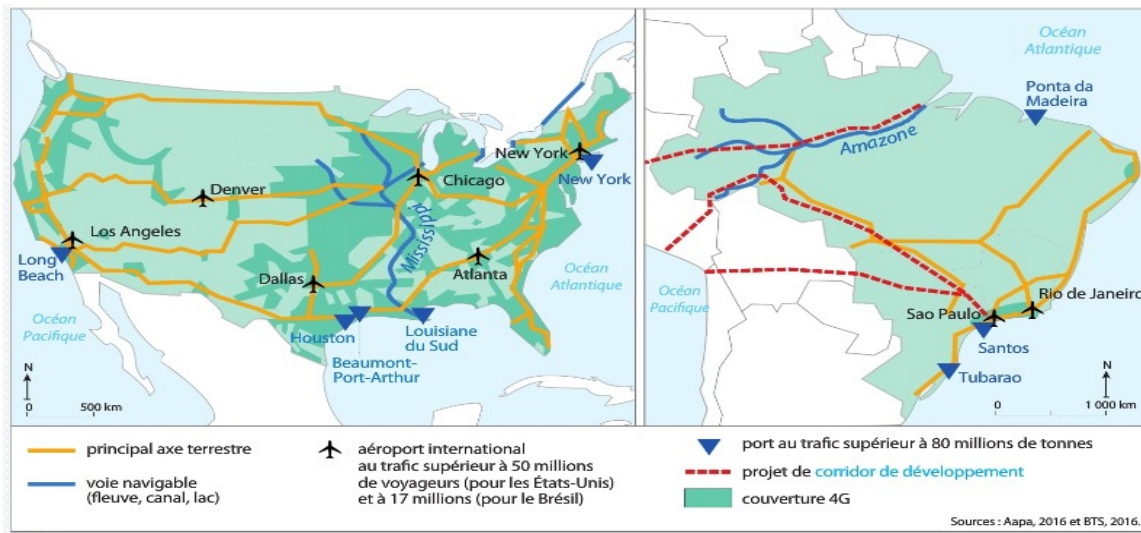 New York
New York
Chicago
Denver
Los Angeles
Long
Beach
Mississippi
Dallas
Atlanta
Océan
Atlantique
Océan
Pacifique
Houston
Louisiane
du Sud
Beaumont-
Port-Arthur
N
0 500 km
Océan
Atlantique
Ponta da
Madeira
Amazone
Océan
Pacifique
Rio de Janeiro
Sao Paulo
Santos
Tubarao
N
0 1 000 km
principal axe terrestre
voie navigable
(fleuve, canal, lac)
aéroport international
au trafic supérieur à 50 millions
de voyageurs (pour les États-Unis)
et à 17 millions (pour le Brésil)
port au trafic supérieur à 80 millions de tonnes
projet de corridor de développement
couverture 4G
Sources : Aapa, 2016 et BTS, 2016.